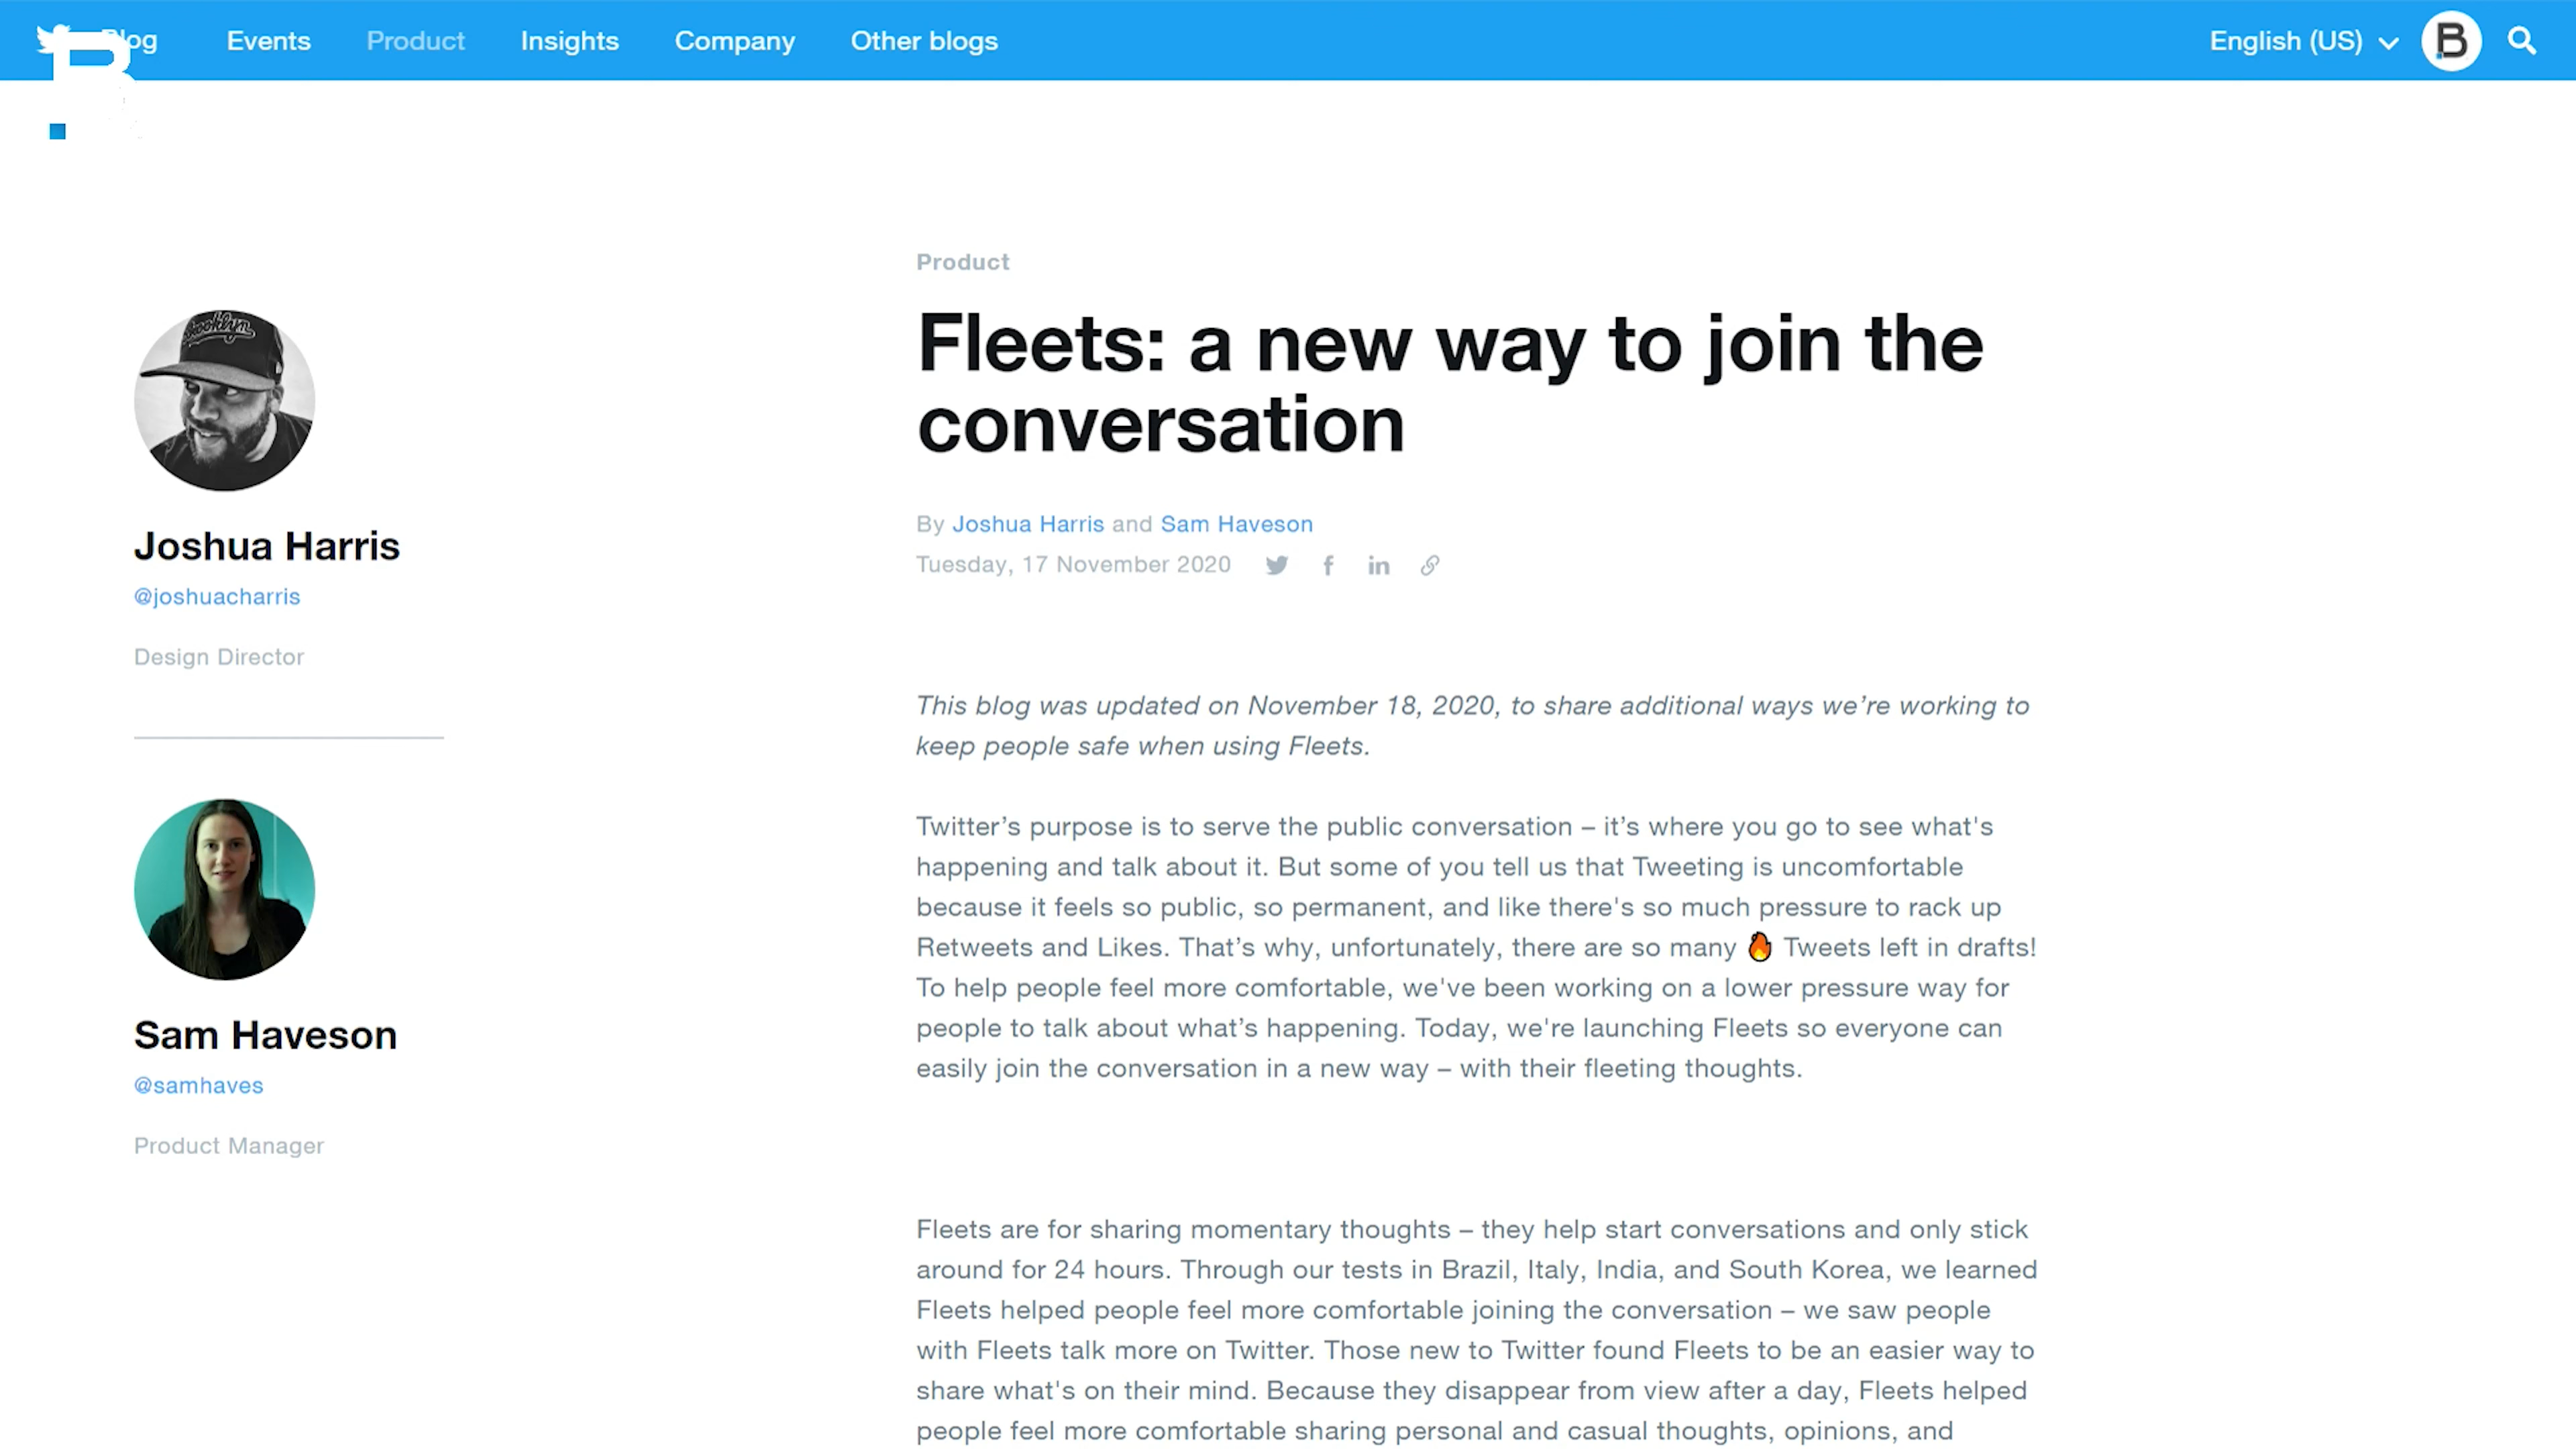 Blog Events Product Insights Company Other blogs English (US) B
B
Product
Brooklyn
Fleets: a new way to join the
conversation
By Joshua Harris and Sam Haveson
Tuesday, 17 November 2020
Joshua Harris
@joshuacharris
Design Director
Sam Haveson
@samhaves
Product Manager
This blog was updated on November 18, 2020, to share additional ways we’re working to
keep people safe when using Fleets.
Twitter’s purpose is to serve the public conversation – it’s where you go to see what's
happening and talk about it. But some of you tell us that Tweeting is uncomfortable
because it feels so public, so permanent, and like there's so much pressure to rack up
Retweets and Likes. That’s why, unfortunately, there are so many 🔥 Tweets left in drafts!
To help people feel more comfortable, we've been working on a lower pressure way for
people to talk about what’s happening. Today, we're launching Fleets so everyone can
easily join the conversation in a new way – with their fleeting thoughts.
Fleets are for sharing momentary thoughts – they help start conversations and only stick
around for 24 hours. Through our tests in Brazil, Italy, India, and South Korea, we learned
Fleets helped people feel more comfortable joining the conversation – we saw people
with Fleets talk more on Twitter. Those new to Twitter found Fleets to be an easier way to
share what's on their mind. Because they disappear from view after a day, Fleets helped
people feel more comfortable sharing personal and casual thoughts, opinions, and